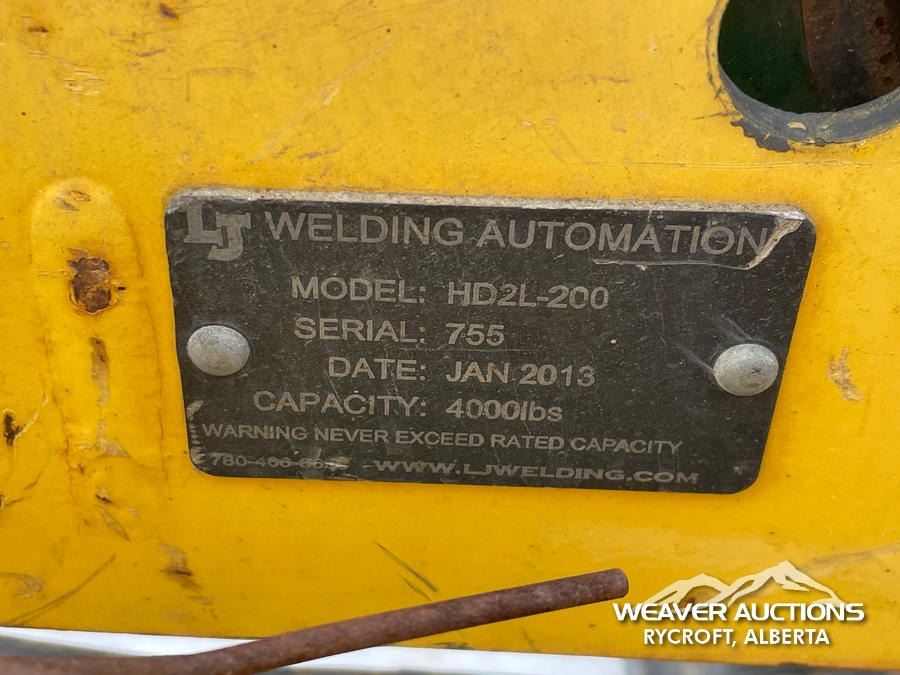 LJ WELDING AUTOMATION
MODEL: HD2L-200
SERIAL: 755
DATE: JAN 2013
CAPACITY: 4000lbs
WARNING NEVER EXCEED RATED CAPACITY
WWW.LJWELDING.COM
WEAVER AUCTIONS
RYCROFT, ALBERTA